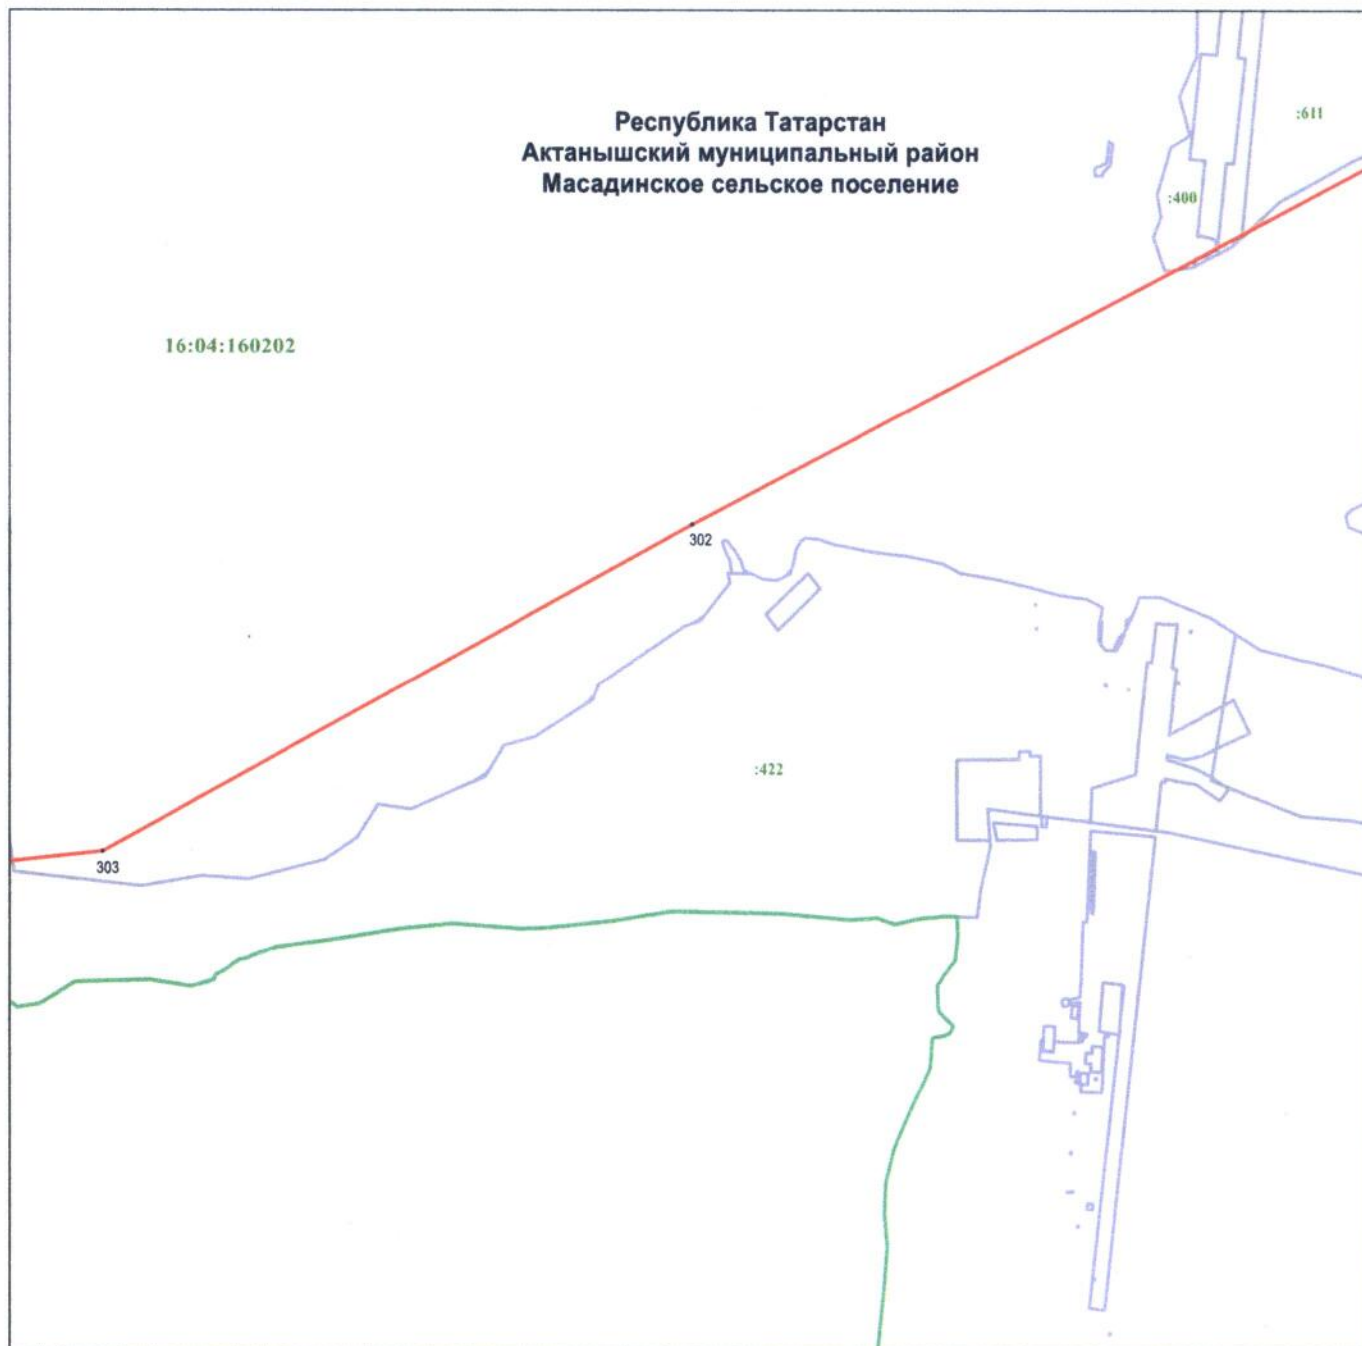 :611
Республика Татарстан
Актанышский муниципальный район
Масадинское сельское поселение
:400
16:04:160202
302
:422
303